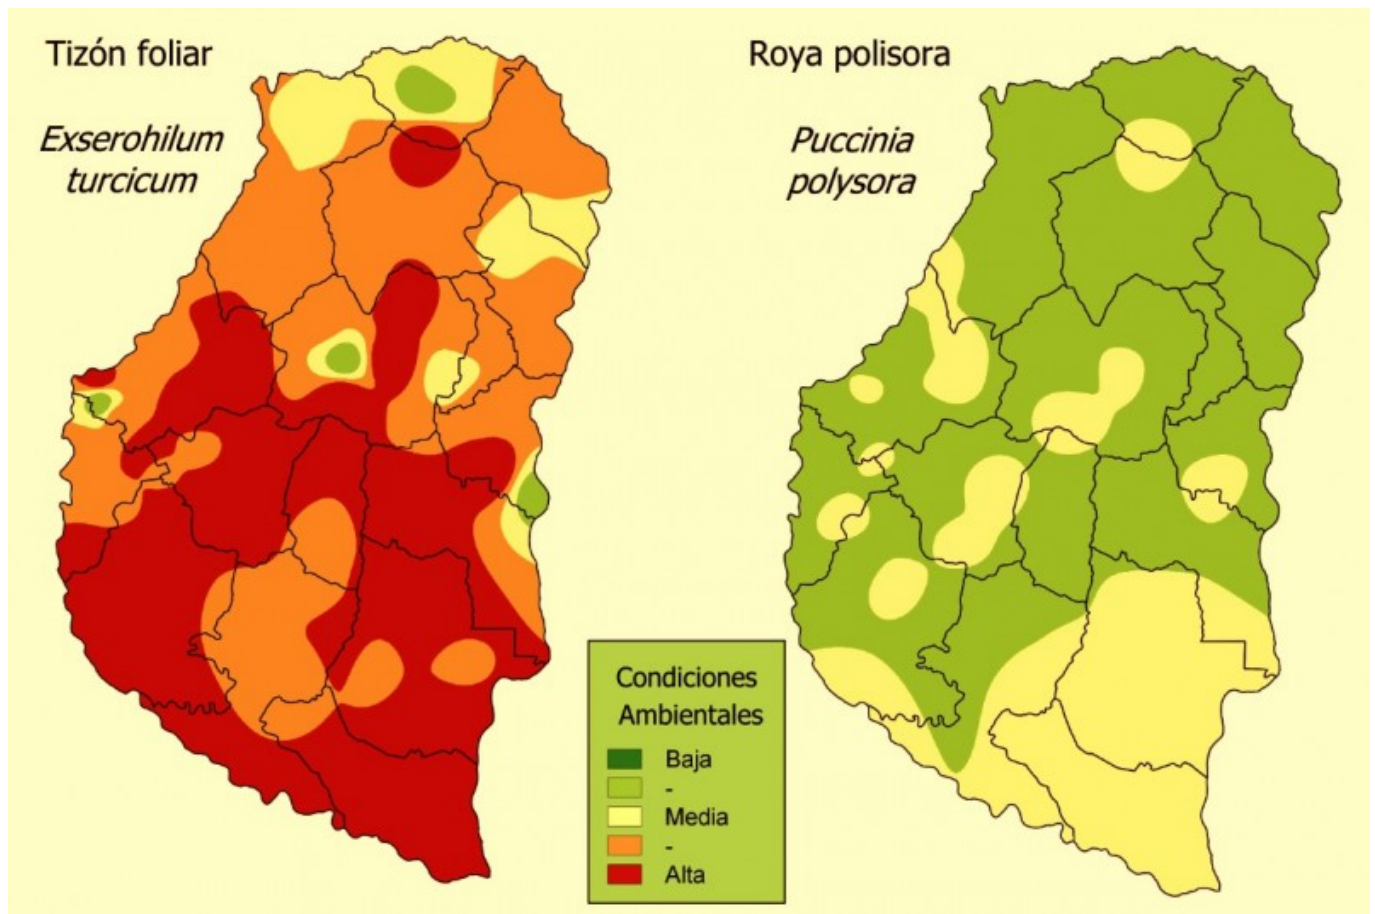 Tizón foliar
Exserohilum
turcicum
Roya polisora
Puccinia
polysora
Condiciones
Ambientales
Baja
-
Media
-
Alta